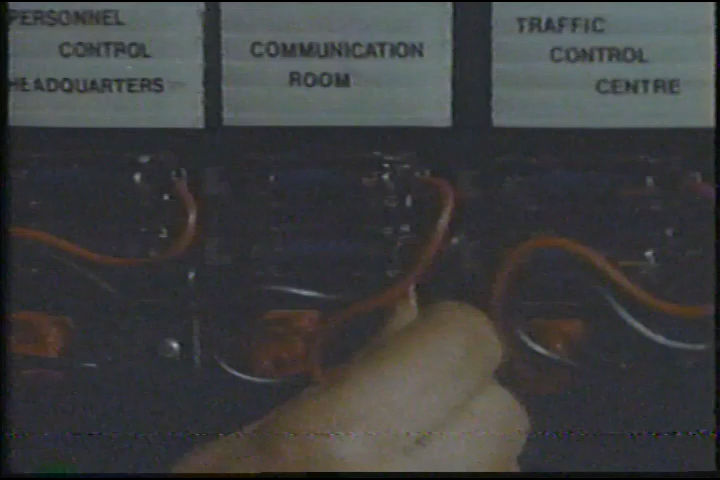 PERSONNEL
CONTROL
HEADQUARTERS
COMMUNICATION
ROOM
TRAFFIC
CONTROL
CENTRE